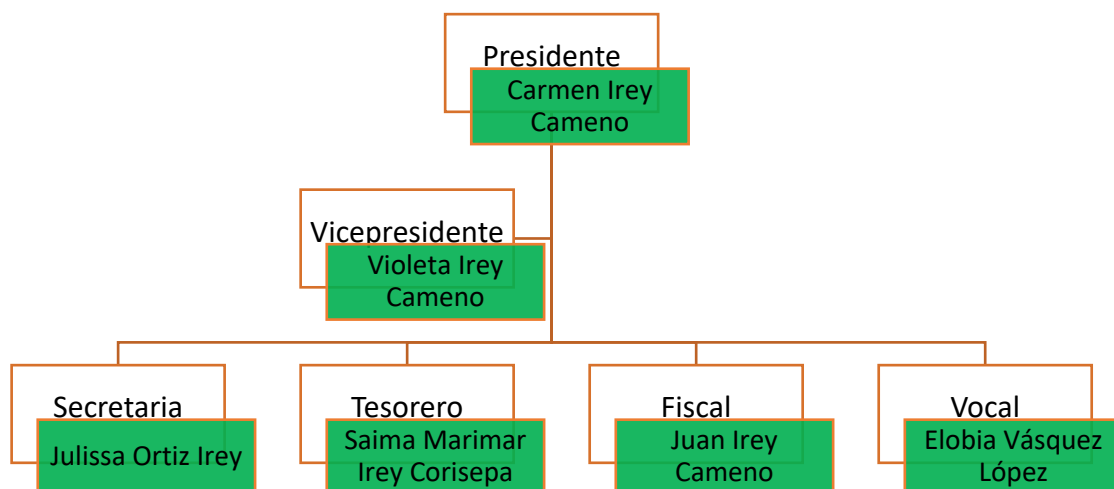 Presidente
Carmen Irey
Cameno
Vicepresidente
Violeta Irey
Cameno
Secretaria
Julissa Ortiz Irey
Tesorero
Saima Marimar
Irey Corisepa
Fiscal
Juan Irey
Cameno
Vocal
Elobia Vásquez
López